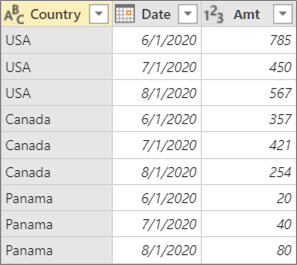 ABC Country Date 123 Amt
USA 6/1/2020 785
USA 7/1/2020 450
USA 8/1/2020 567
Canada 6/1/2020 357
Canada 7/1/2020 421
Canada 8/1/2020 254
Panama 6/1/2020 20
Panama 7/1/2020 40
Panama 8/1/2020 80